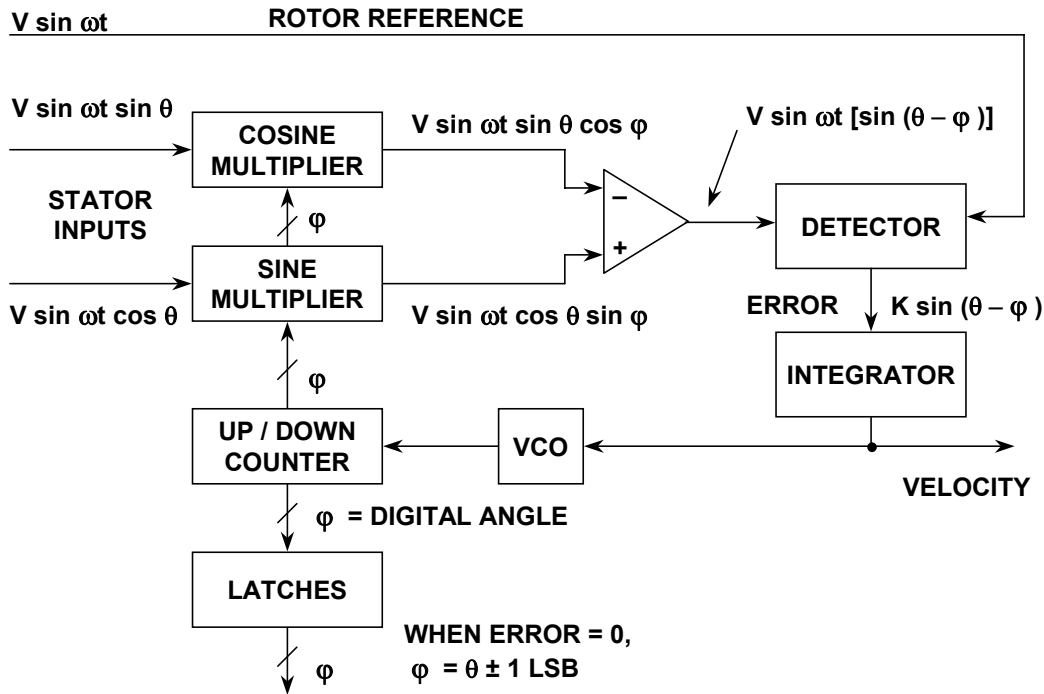 V sin ωt
ROTOR REFERENCE
V sin ωt sin θ
COSINE
MULTIPLIER
V sin ωt sin θ cos φ
V sin ωt [sin (θ – φ )]
STATOR
INPUTS
φ
–
+
DETECTOR
SINE
MULTIPLIER
V sin ωt cos θ
V sin ωt cos θ sin φ
ERROR
K sin (θ – φ )
φ
INTEGRATOR
UP / DOWN
COUNTER
VCO
VELOCITY
φ = DIGITAL ANGLE
LATCHES
WHEN ERROR = 0,
φ = θ ± 1 LSB
φ